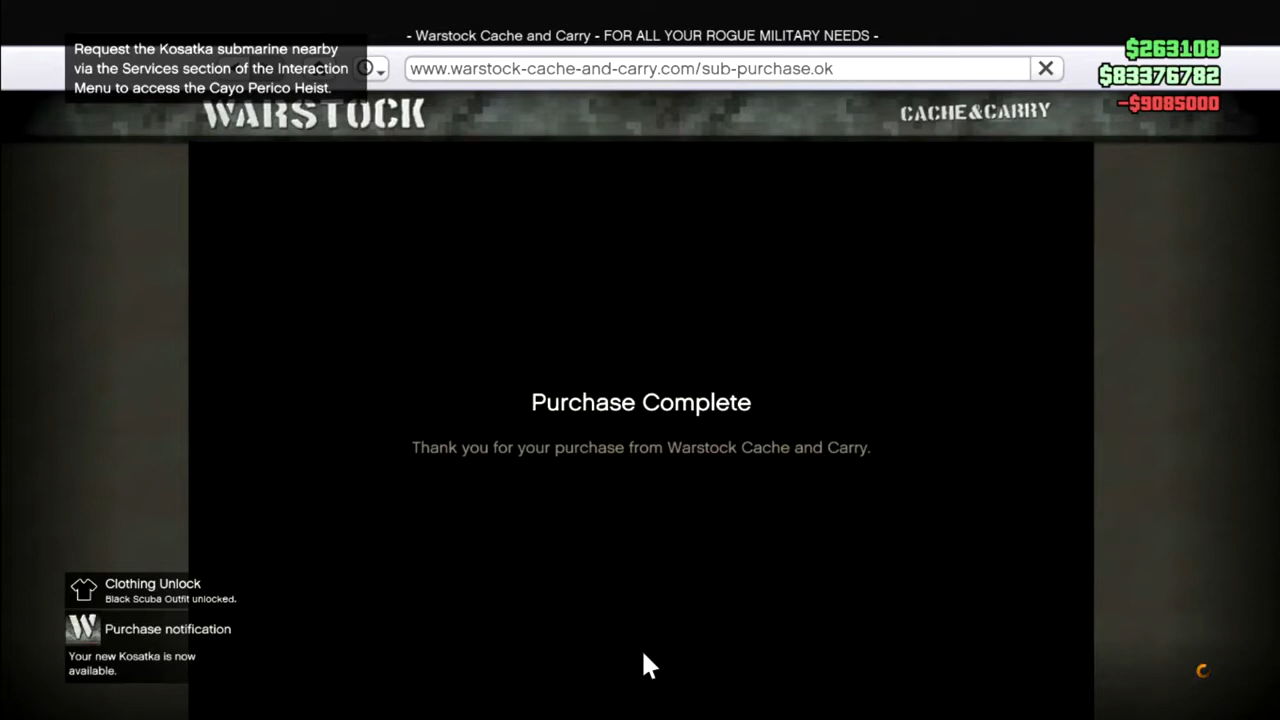 - Warstock Cache and Carry - FOR ALL YOUR ROGUE MILITARY NEEDS -
Request the Kosatka submarine nearby
via the Services section of the Interaction
Menu to access the Cayo Perico Heist.
www.warstock-cache-and-carry.com/sub-purchase.ok
$263108
$83376782
-$9085000
WARSTOCK
CACHE&CARRY
Purchase Complete
Thank you for your purchase from Warstock Cache and Carry.
Clothing Unlock
Black Scuba Outfit unlocked.
W
Purchase notification
Your new Kosatka is now
available.